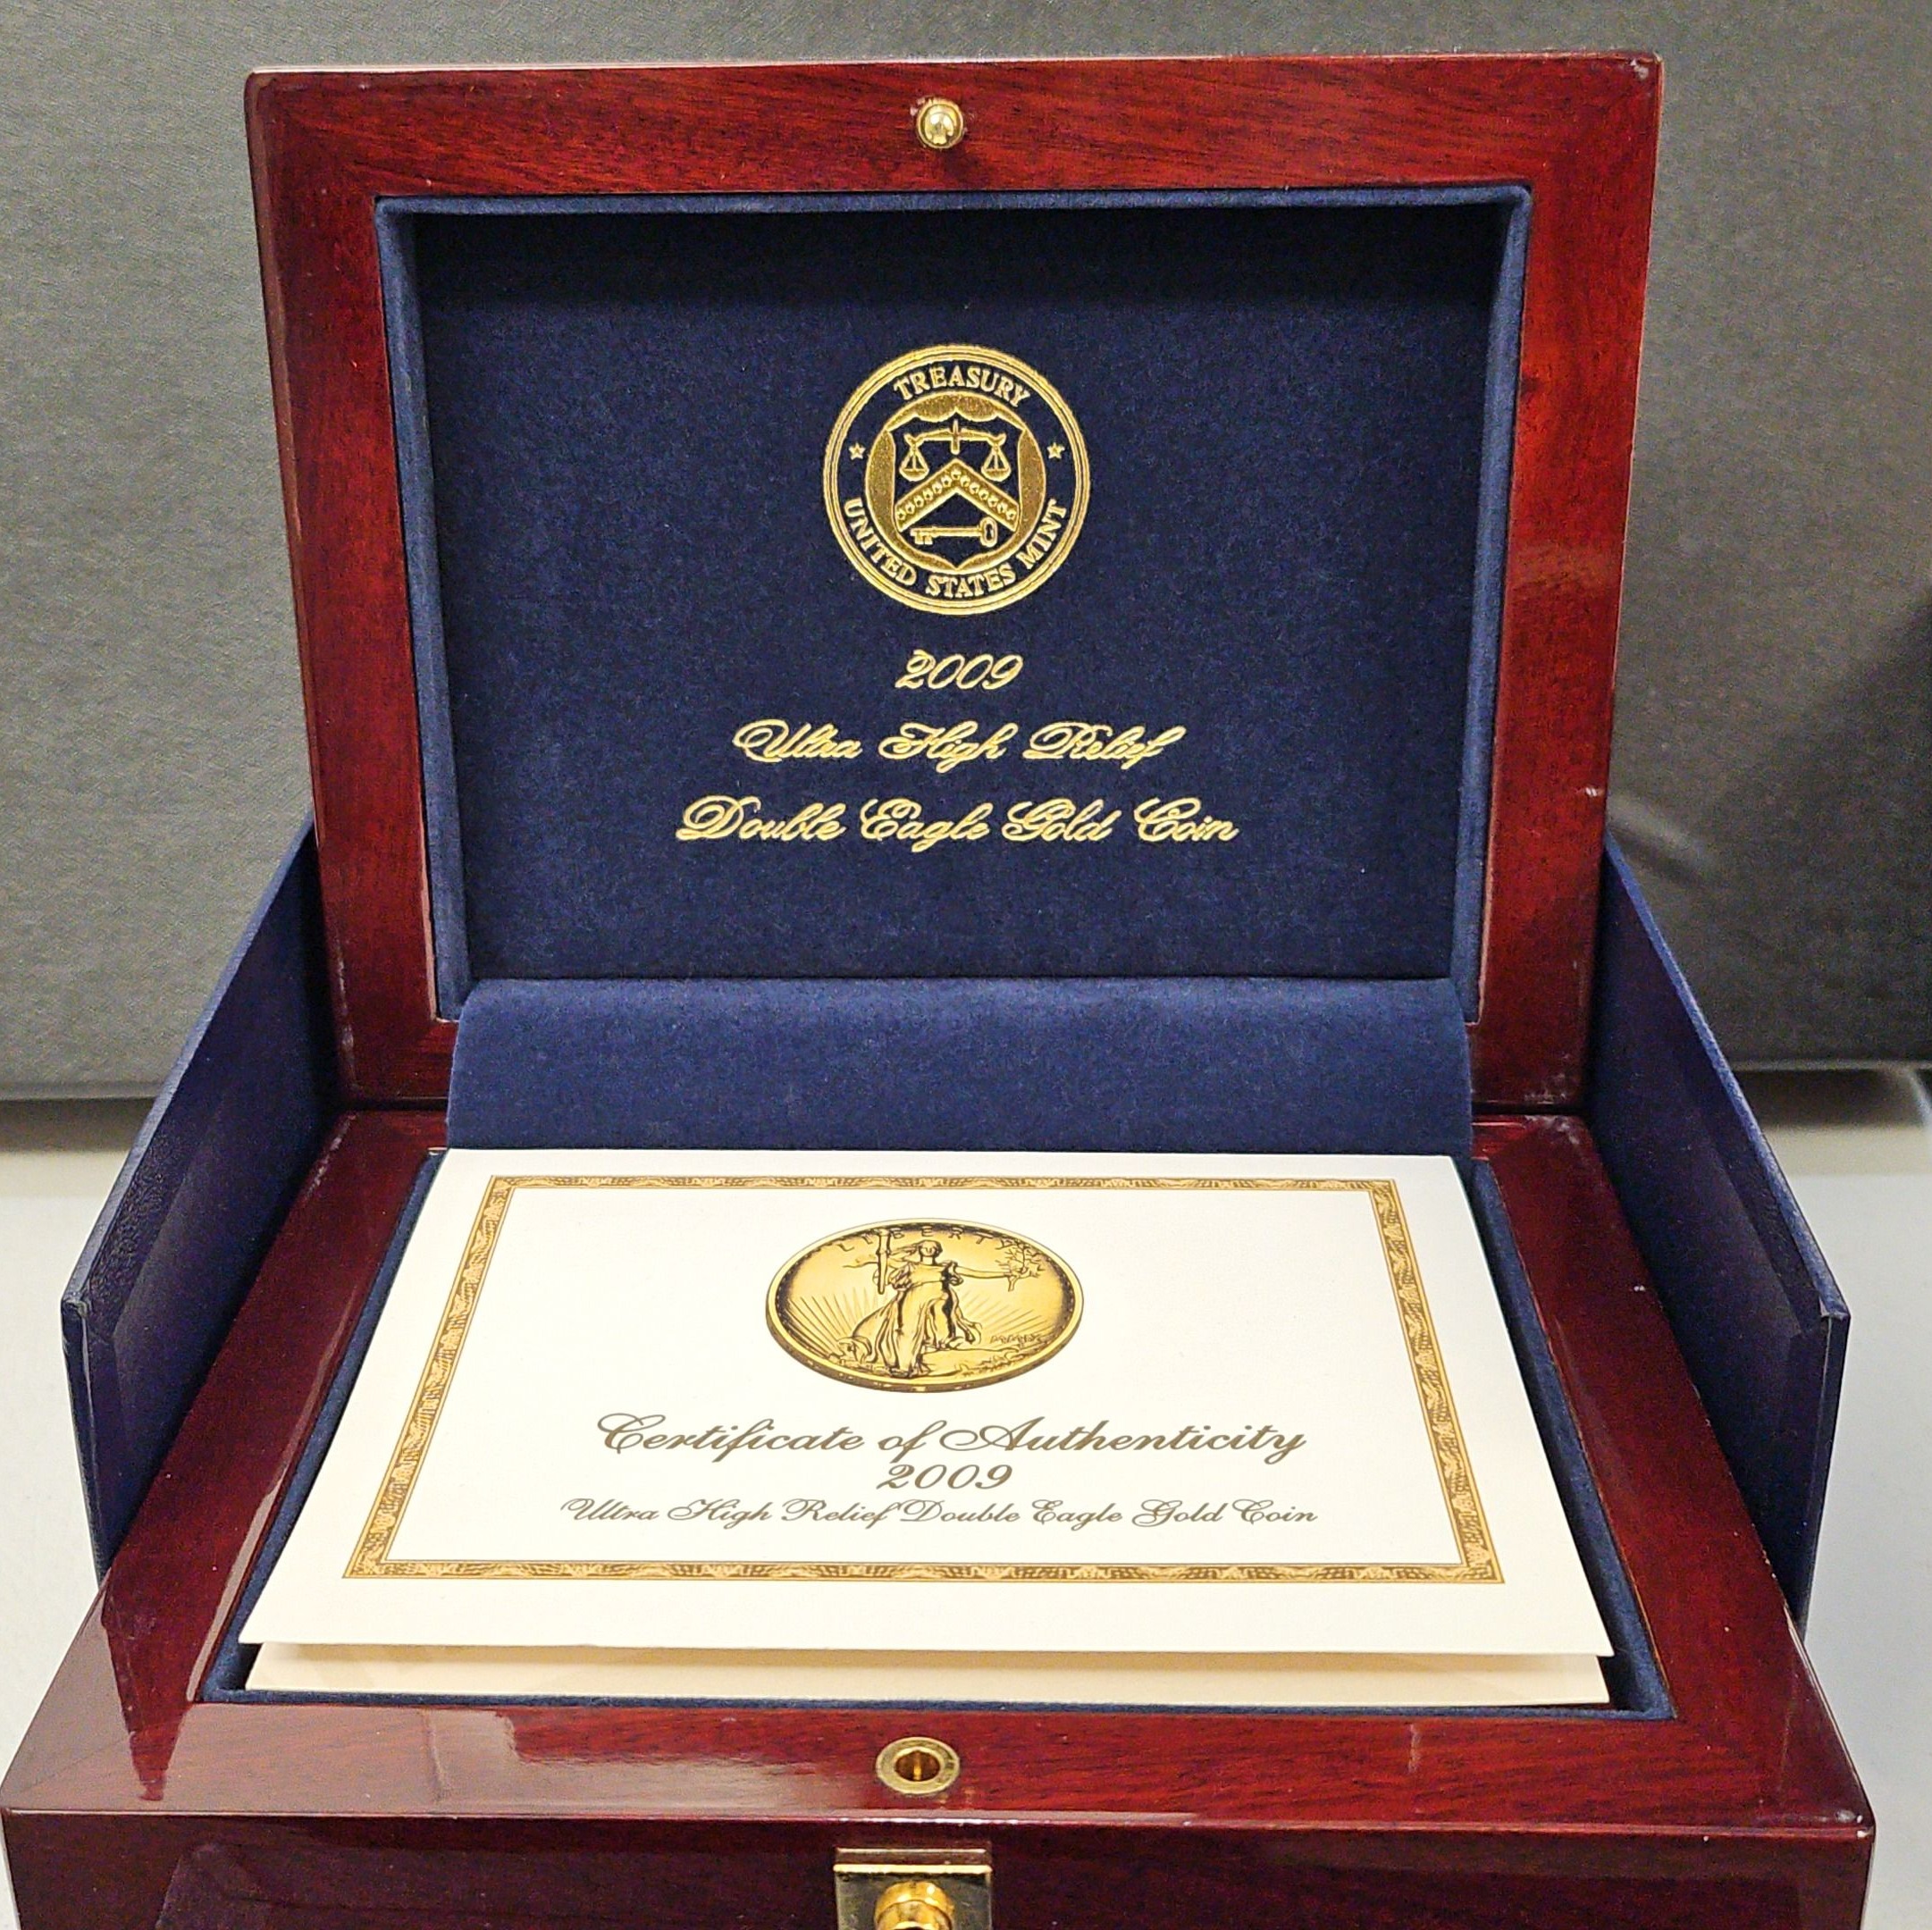 TREASURY
UNITED STATES MINT
2009
Ultra High Relief
Double Eagle Gold Coin
LIBERTY
MMIX
Certificate of Authenticity
2009
Ultra High Relief Double Eagle Gold Coin